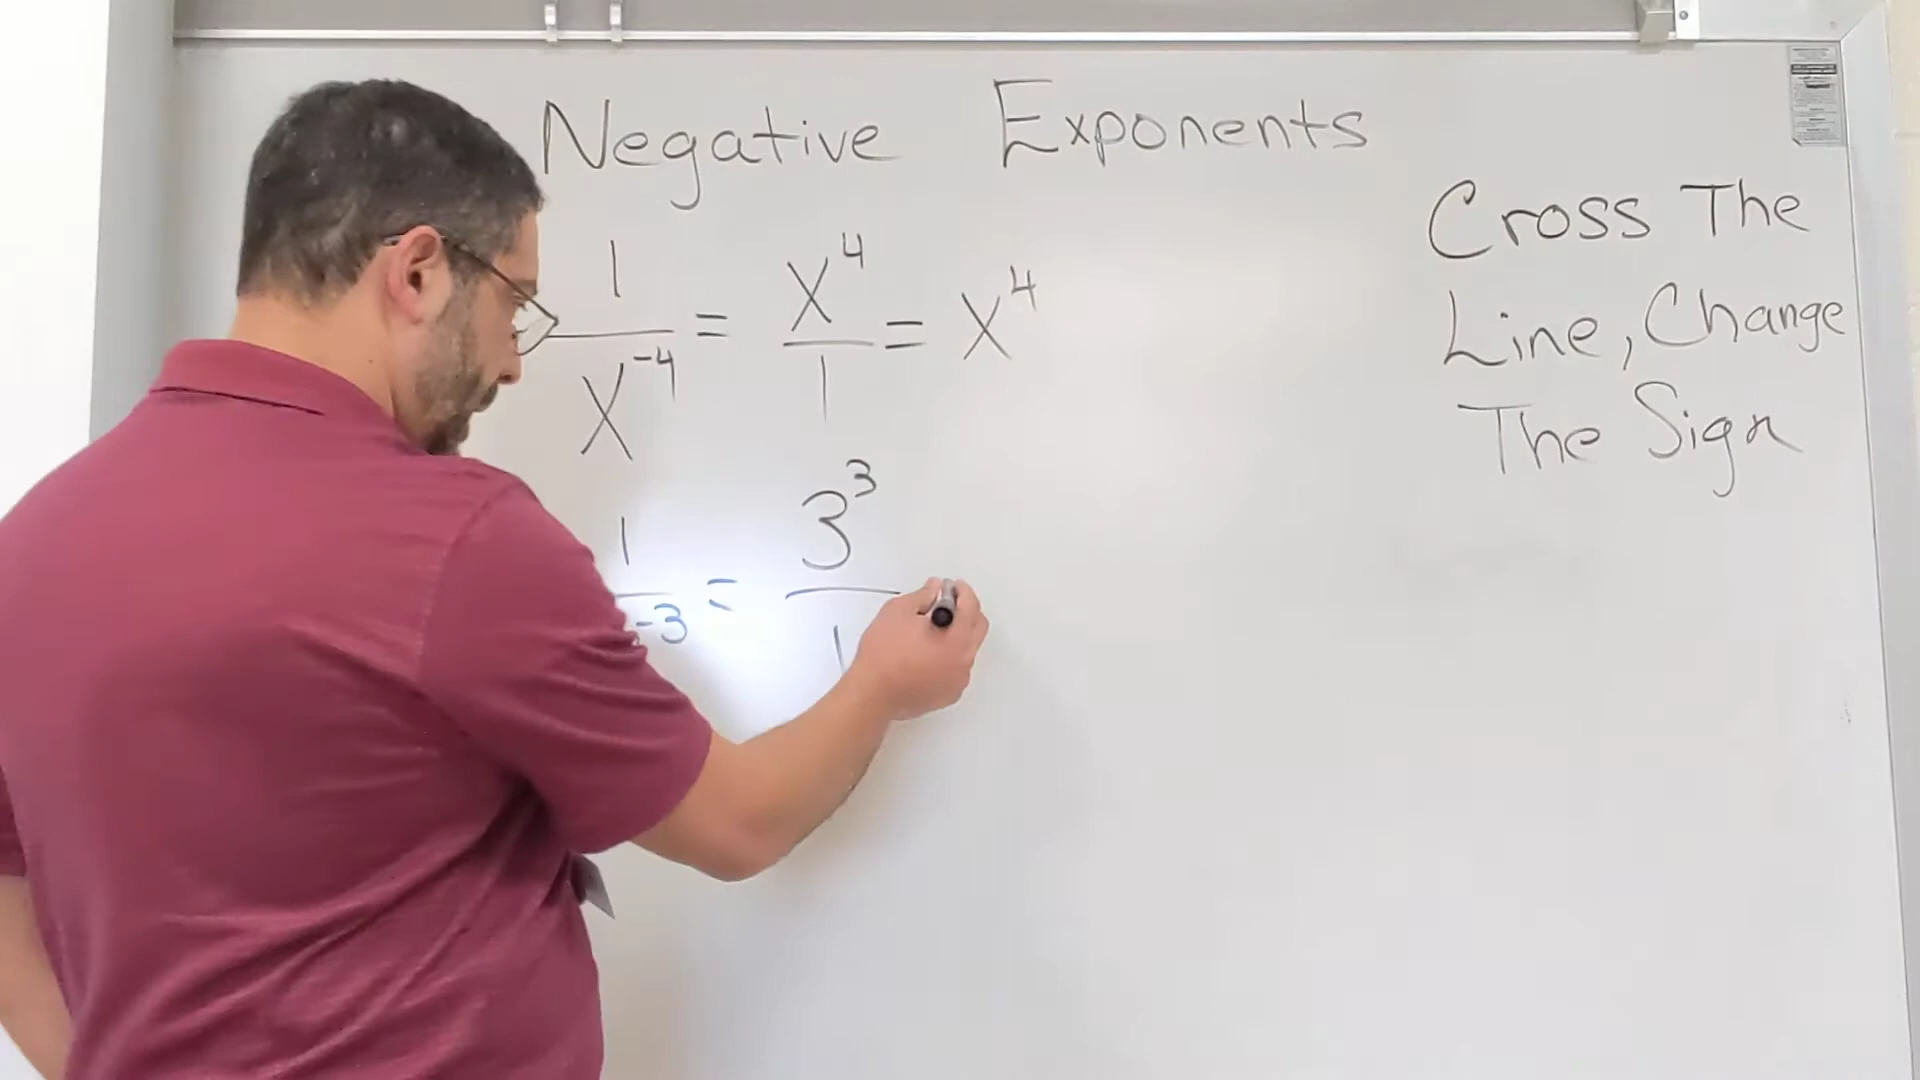 Negative Exponents
Cross The
Line, Change
The Sign
1/x⁻⁴ = x⁴/1 = x⁴
1/ ⁻³ = 3³/1